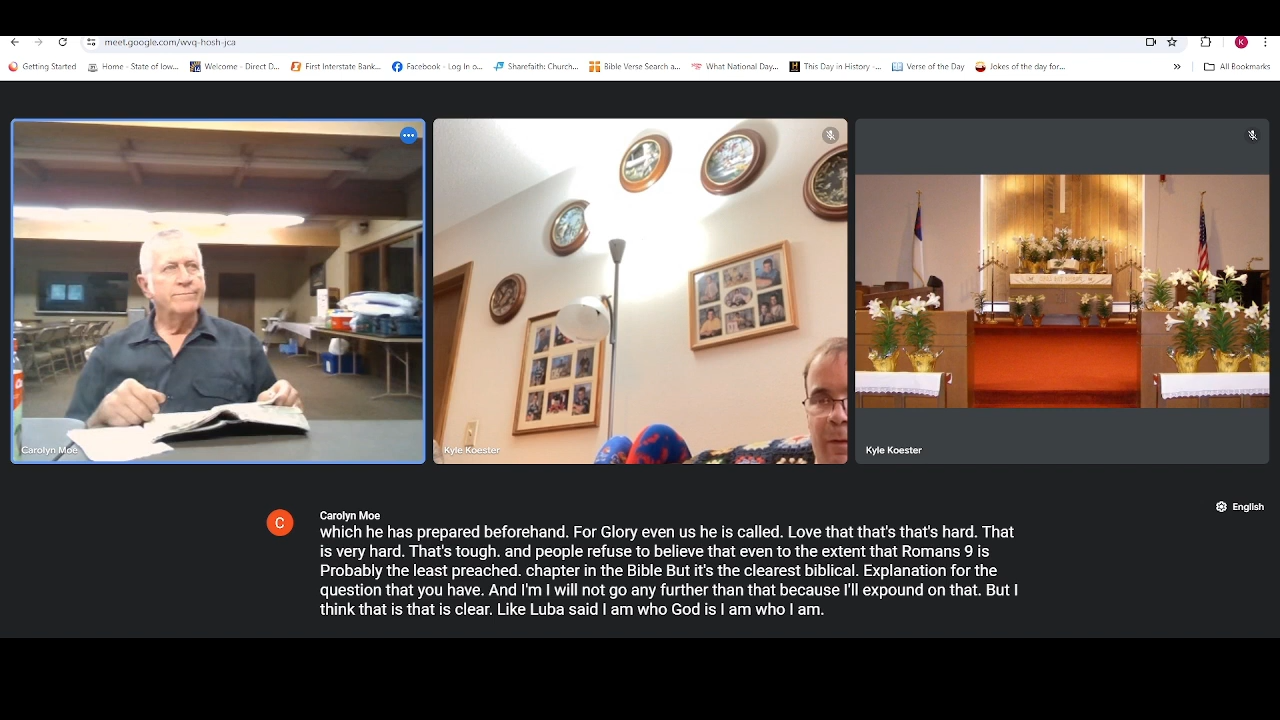 meet.google.com/wvq-hosh-jca
K
Getting Started
Home - State of Iow...
Welcome - Direct D...
First Interstate Bank...
Facebook - Log In o...
Sharefaith: Church...
Bible Verse Search a...
What National Day...
This Day in History -...
Verse of the Day
Jokes of the day for...
»
All Bookmarks
Carolyn Moe
Kyle Koester
Kyle Koester
English
C
Carolyn Moe
which he has prepared beforehand. For Glory even us he is called. Love that that's that's hard. That
is very hard. That's tough. and people refuse to believe that even to the extent that Romans 9 is
Probably the least preached. chapter in the Bible But it's the clearest biblical. Explanation for the
question that you have. And I'm I will not go any further than that because I'll expound on that. But I
think that is that is clear. Like Luba said I am who God is I am who I am.